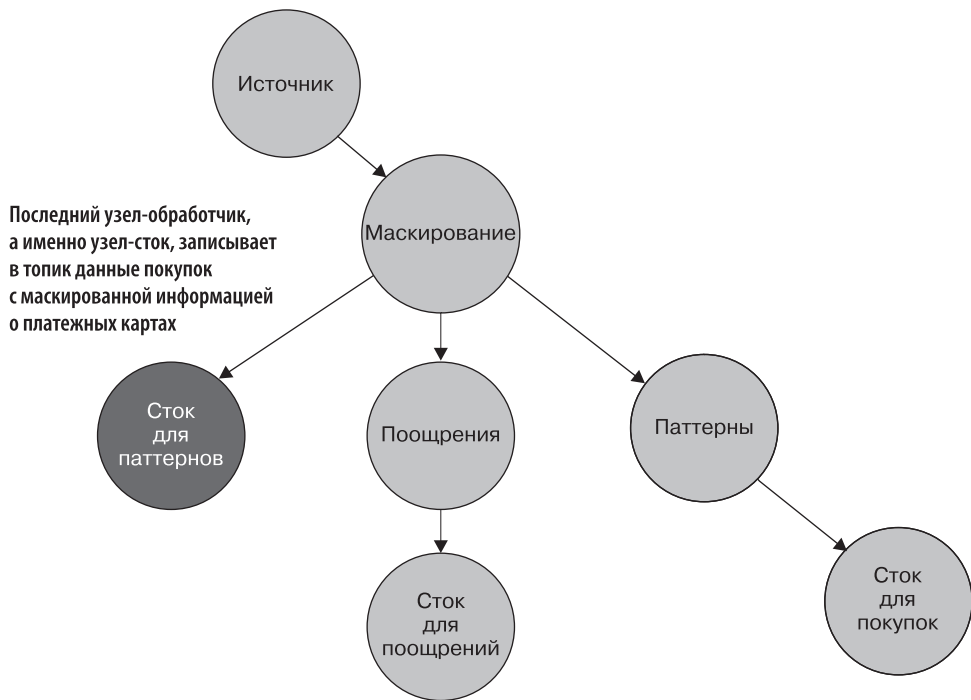 Источник
Маскирование
Последний узел-обработчик,
а именно узел-сток, записывает
в топик данные покупок
с маскированной информацией
о платежных картах
Сток
для
паттернов
Поощрения
Паттерны
Сток
для
поощрений
Сток
для
покупок